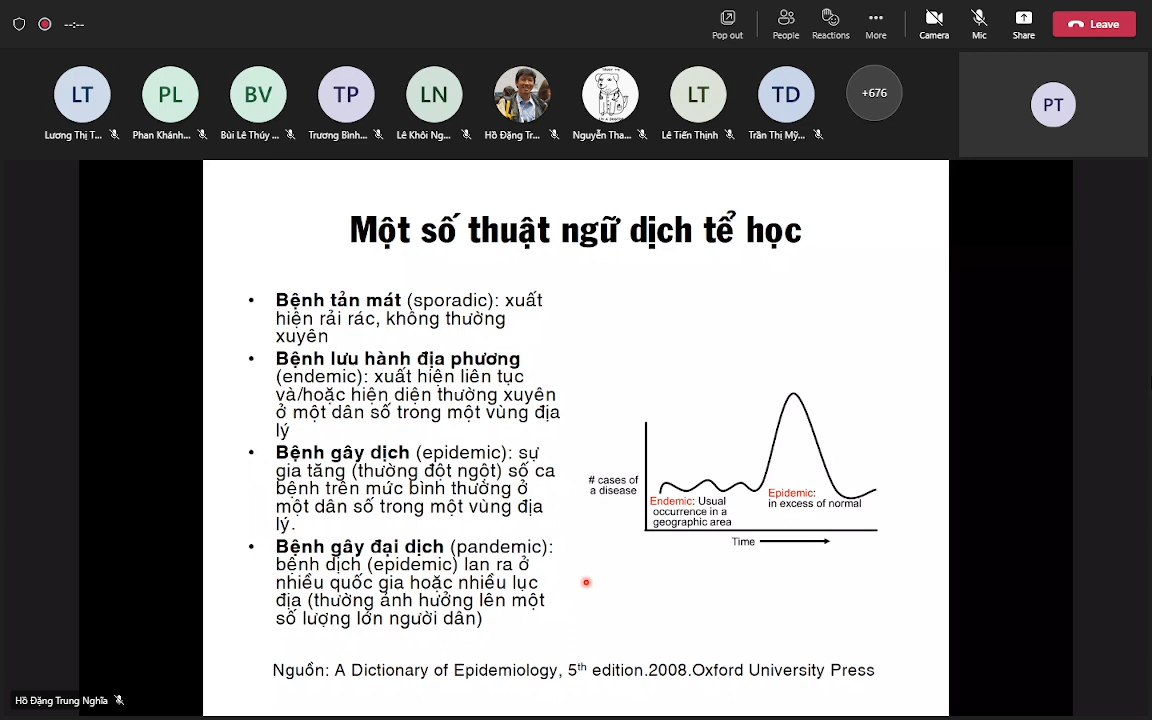 --:--
Pop out
People
Reactions
More
Camera
Mic
Share
Leave
LT
PL
BV
TP
LN
LT
TD
+676
PT
Lương Thị T...
Phan Khánh...
Bùi Lê Thúy ...
Trương Bình...
Lê Khôi Ng...
Hồ Đặng Tr...
Nguyễn Tha...
Lê Tiến Thịnh
Trần Thị Mỹ...
Một số thuật ngữ dịch tể học
• Bệnh tản mát (sporadic): xuất
hiện rải rác, không thường
xuyên
• Bệnh lưu hành địa phương
(endemic): xuất hiện liên tục
và/hoặc hiện diện thường xuyên
ở một dân số trong một vùng địa
lý
• Bệnh gây dịch (epidemic): sự
gia tăng (thường đột ngột) số ca
bệnh trên mức bình thường ở
một dân số trong một vùng địa
lý.
• Bệnh gây đại dịch (pandemic):
bệnh dịch (epidemic) lan ra ở
nhiều quốc gia hoặc nhiều lục
địa (thường ảnh hưởng lên một
số lượng lớn người dân)
# cases of
a disease
Endemic: Usual
occurrence in a
geographic area
Epidemic:
in excess of normal
Time
Nguồn: A Dictionary of Epidemiology, 5th edition.2008.Oxford University Press
Hồ Đặng Trung Nghĩa